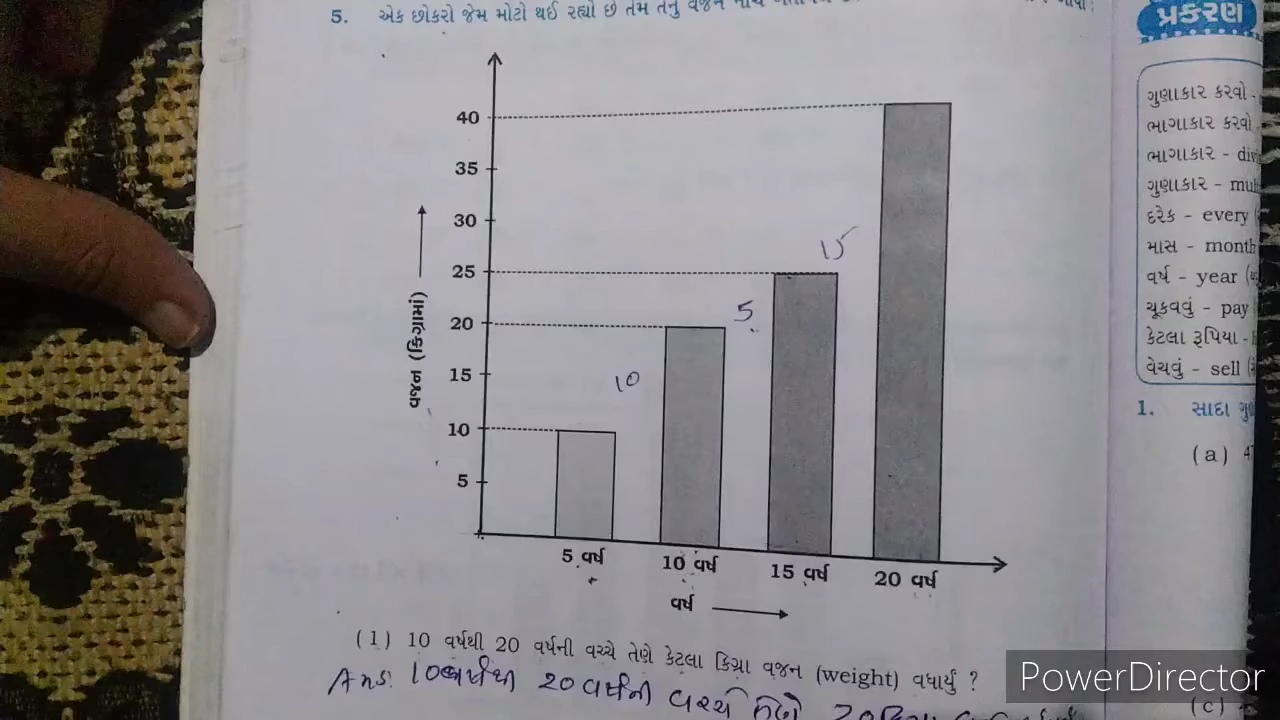 5. એક છોકરો જેમ મોટો થઈ રહ્યો છે તેમ તેનું વજન
પ્રકરણ
40
35
30
25
20
15
10
5
વજન (કિગ્રામાં)
10
5
15
5 વર્ષ 10 વર્ષ 15 વર્ષ 20 વર્ષ
વર્ષ
(1) 10 વર્ષથી 20 વર્ષની વચ્ચે તેણે કેટલા કિગ્રા વજન (weight) વધાર્યું ?
Ans. 10 વર્ષથી 20 વર્ષની વચ્ચે તેણે 20 કિગ્રા
ગુણાકાર કરવો -
ભાગાકાર કરવો
ભાગાકાર - divi
ગુણાકાર - mul
દરેક - every (
માસ - month
વર્ષ - year (
ચૂકવવું - pay
કેટલા રૂપિયા -
વેચવું - sell (
1. સાદા
(a) 4
(c)
PowerDirector